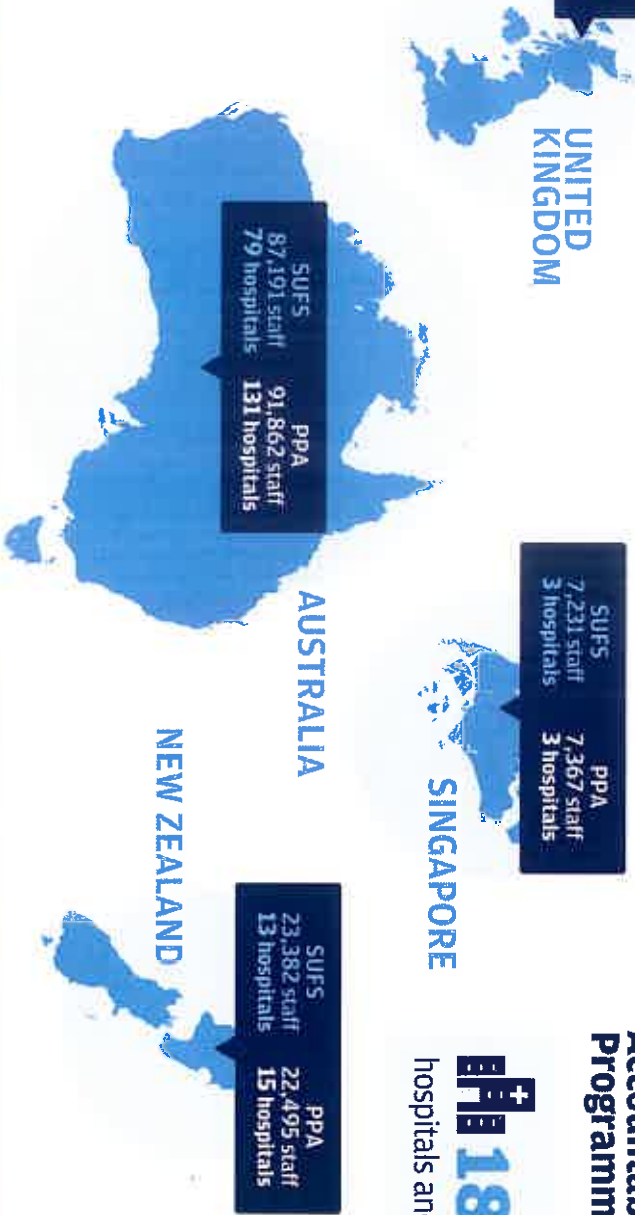 Programm
SUFS PPA
7,231 staff 7,367 staff
3 hospitals 3 hospitals
UNITED
KINGDOM
18
hospitals an
SINGAPORE
AUSTRALIA
SUFS PPA
87,191 staff 91,862 staff
79 hospitals 131 hospitals
SUFS PPA
23,382 staff 22,495 staff
13 hospitals 15 hospitals
NEW ZEALAND